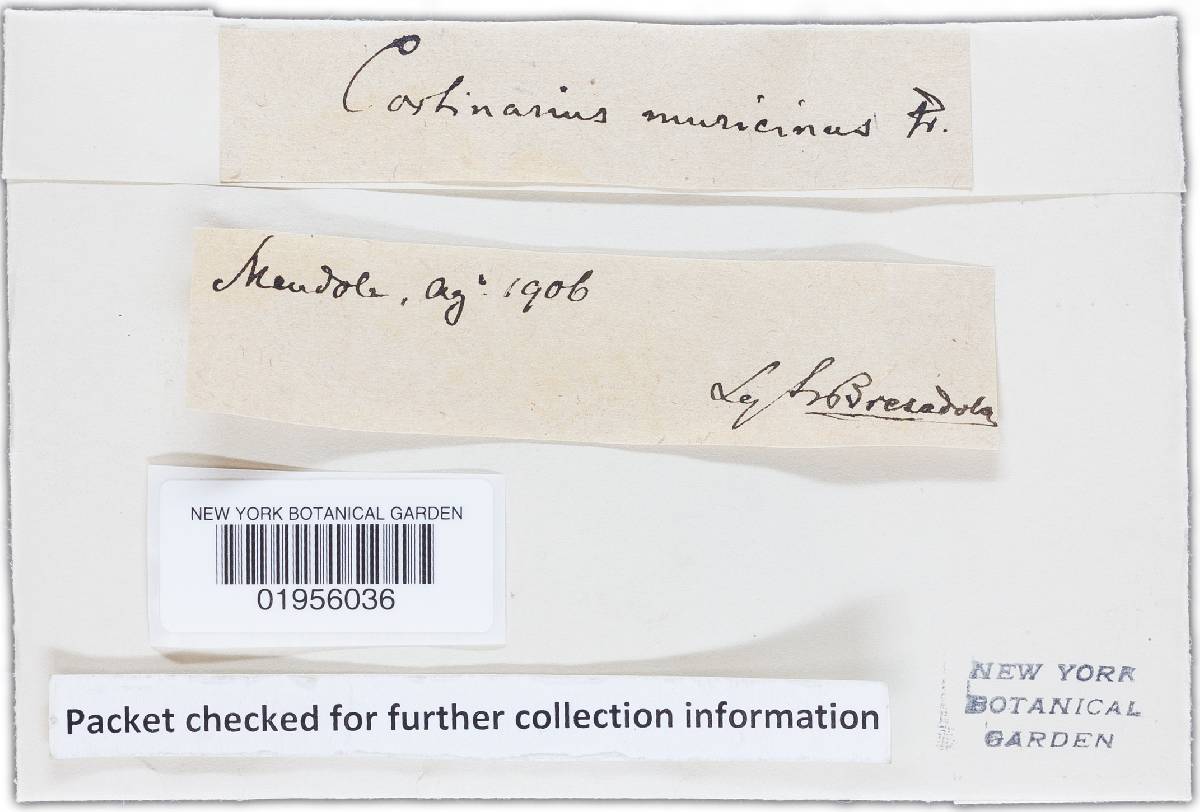 Cortinarius muricinus Fr.
Mendola, Ag.t 1906
Leg Bresadola
NEW YORK BOTANICAL GARDEN
01956036
Packet checked for further collection information
NEW YORK
BOTANICAL
GARDEN